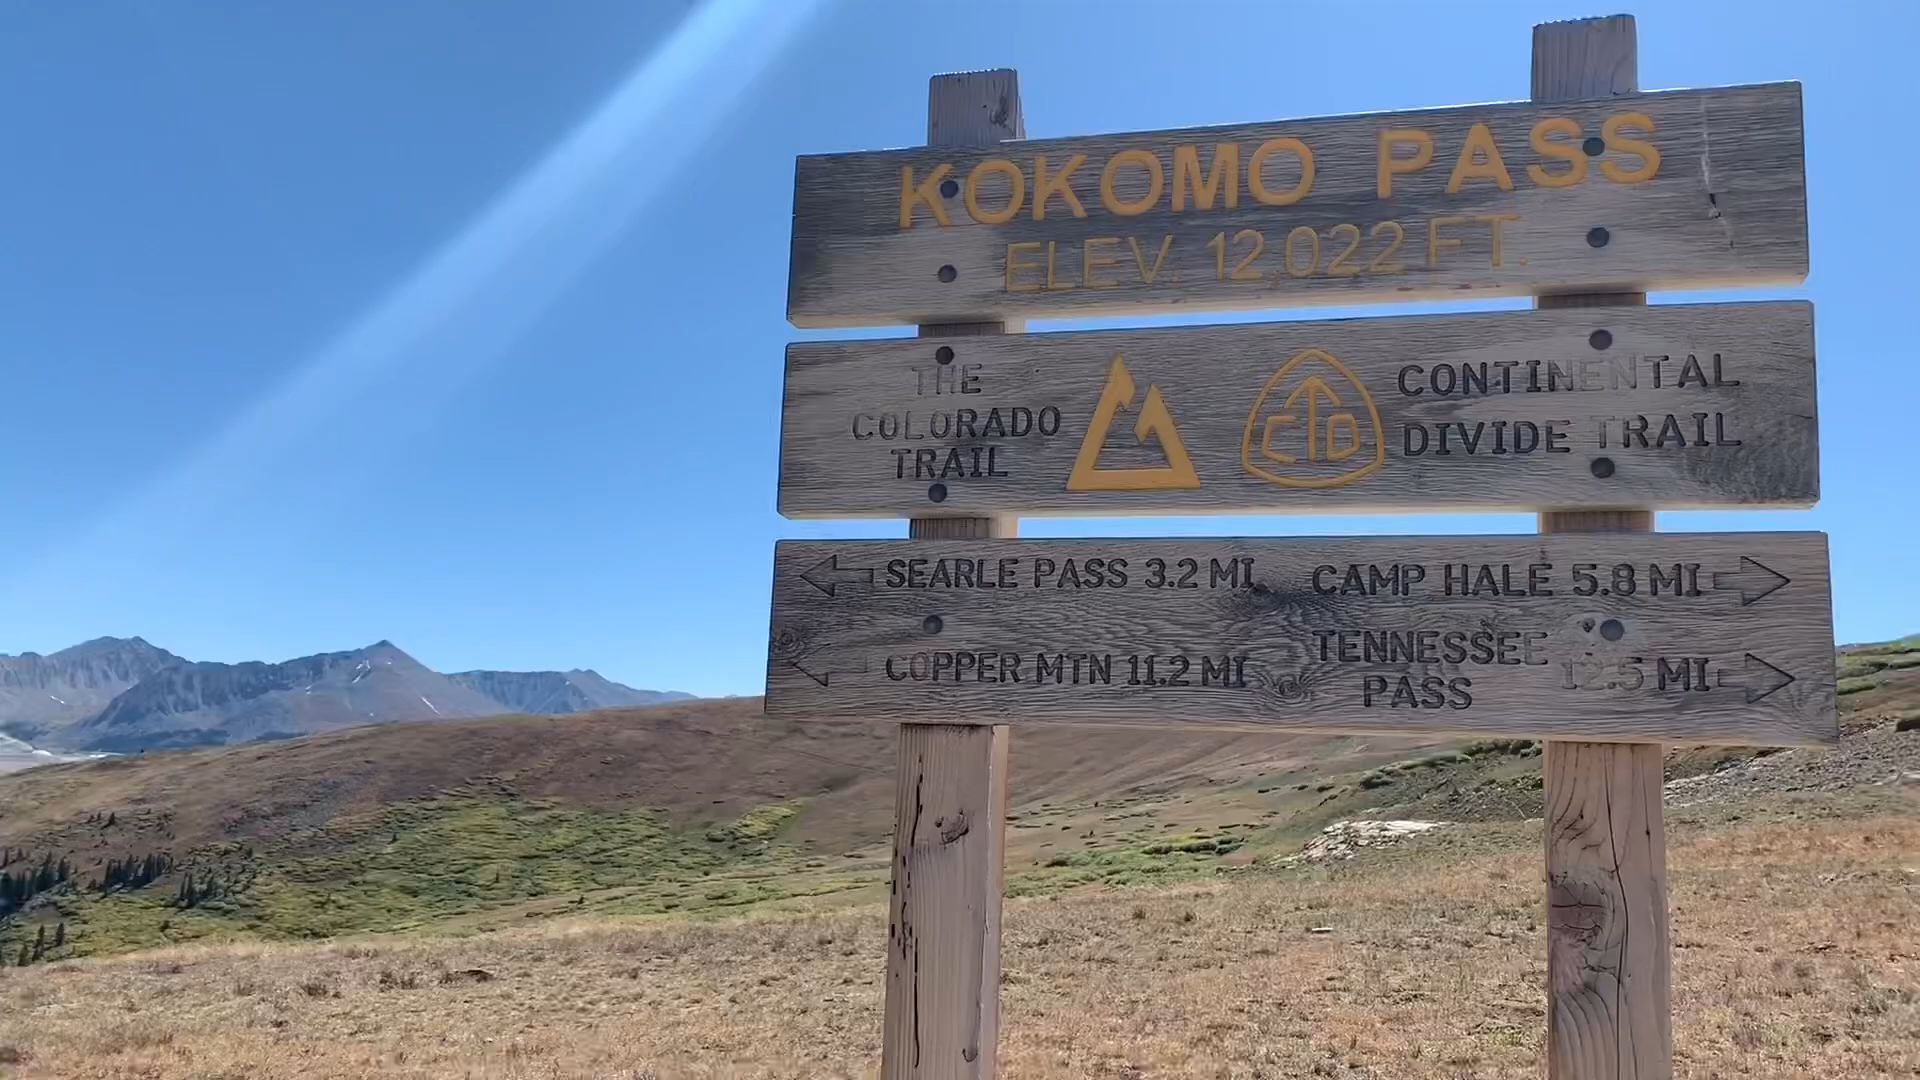 KOKOMO PASS
ELEV. 12,022 FT.
THE
COLORADO
TRAIL
CTD
CONTINENTAL
DIVIDE TRAIL
SEARLE PASS 3.2 MI.
COPPER MTN 11.2 MI
CAMP HALE 5.8 MI
TENNESSEE
PASS
12.5 MI